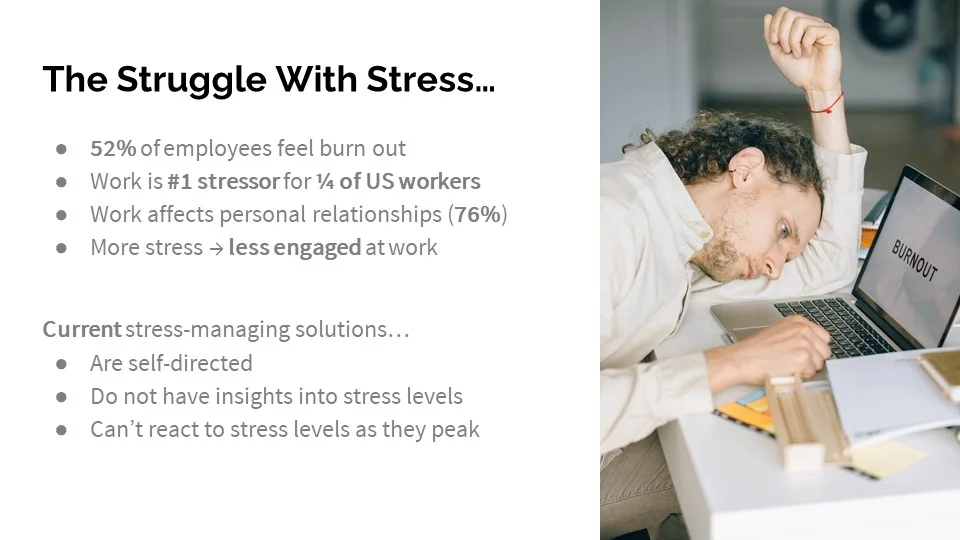 The Struggle With Stress…
● 52% of employees feel burn out
● Work is #1 stressor for ¼ of US workers
● Work affects personal relationships (76%)
● More stress → less engaged at work
Current stress-managing solutions…
● Are self-directed
● Do not have insights into stress levels
● Can’t react to stress levels as they peak
BURNOUT